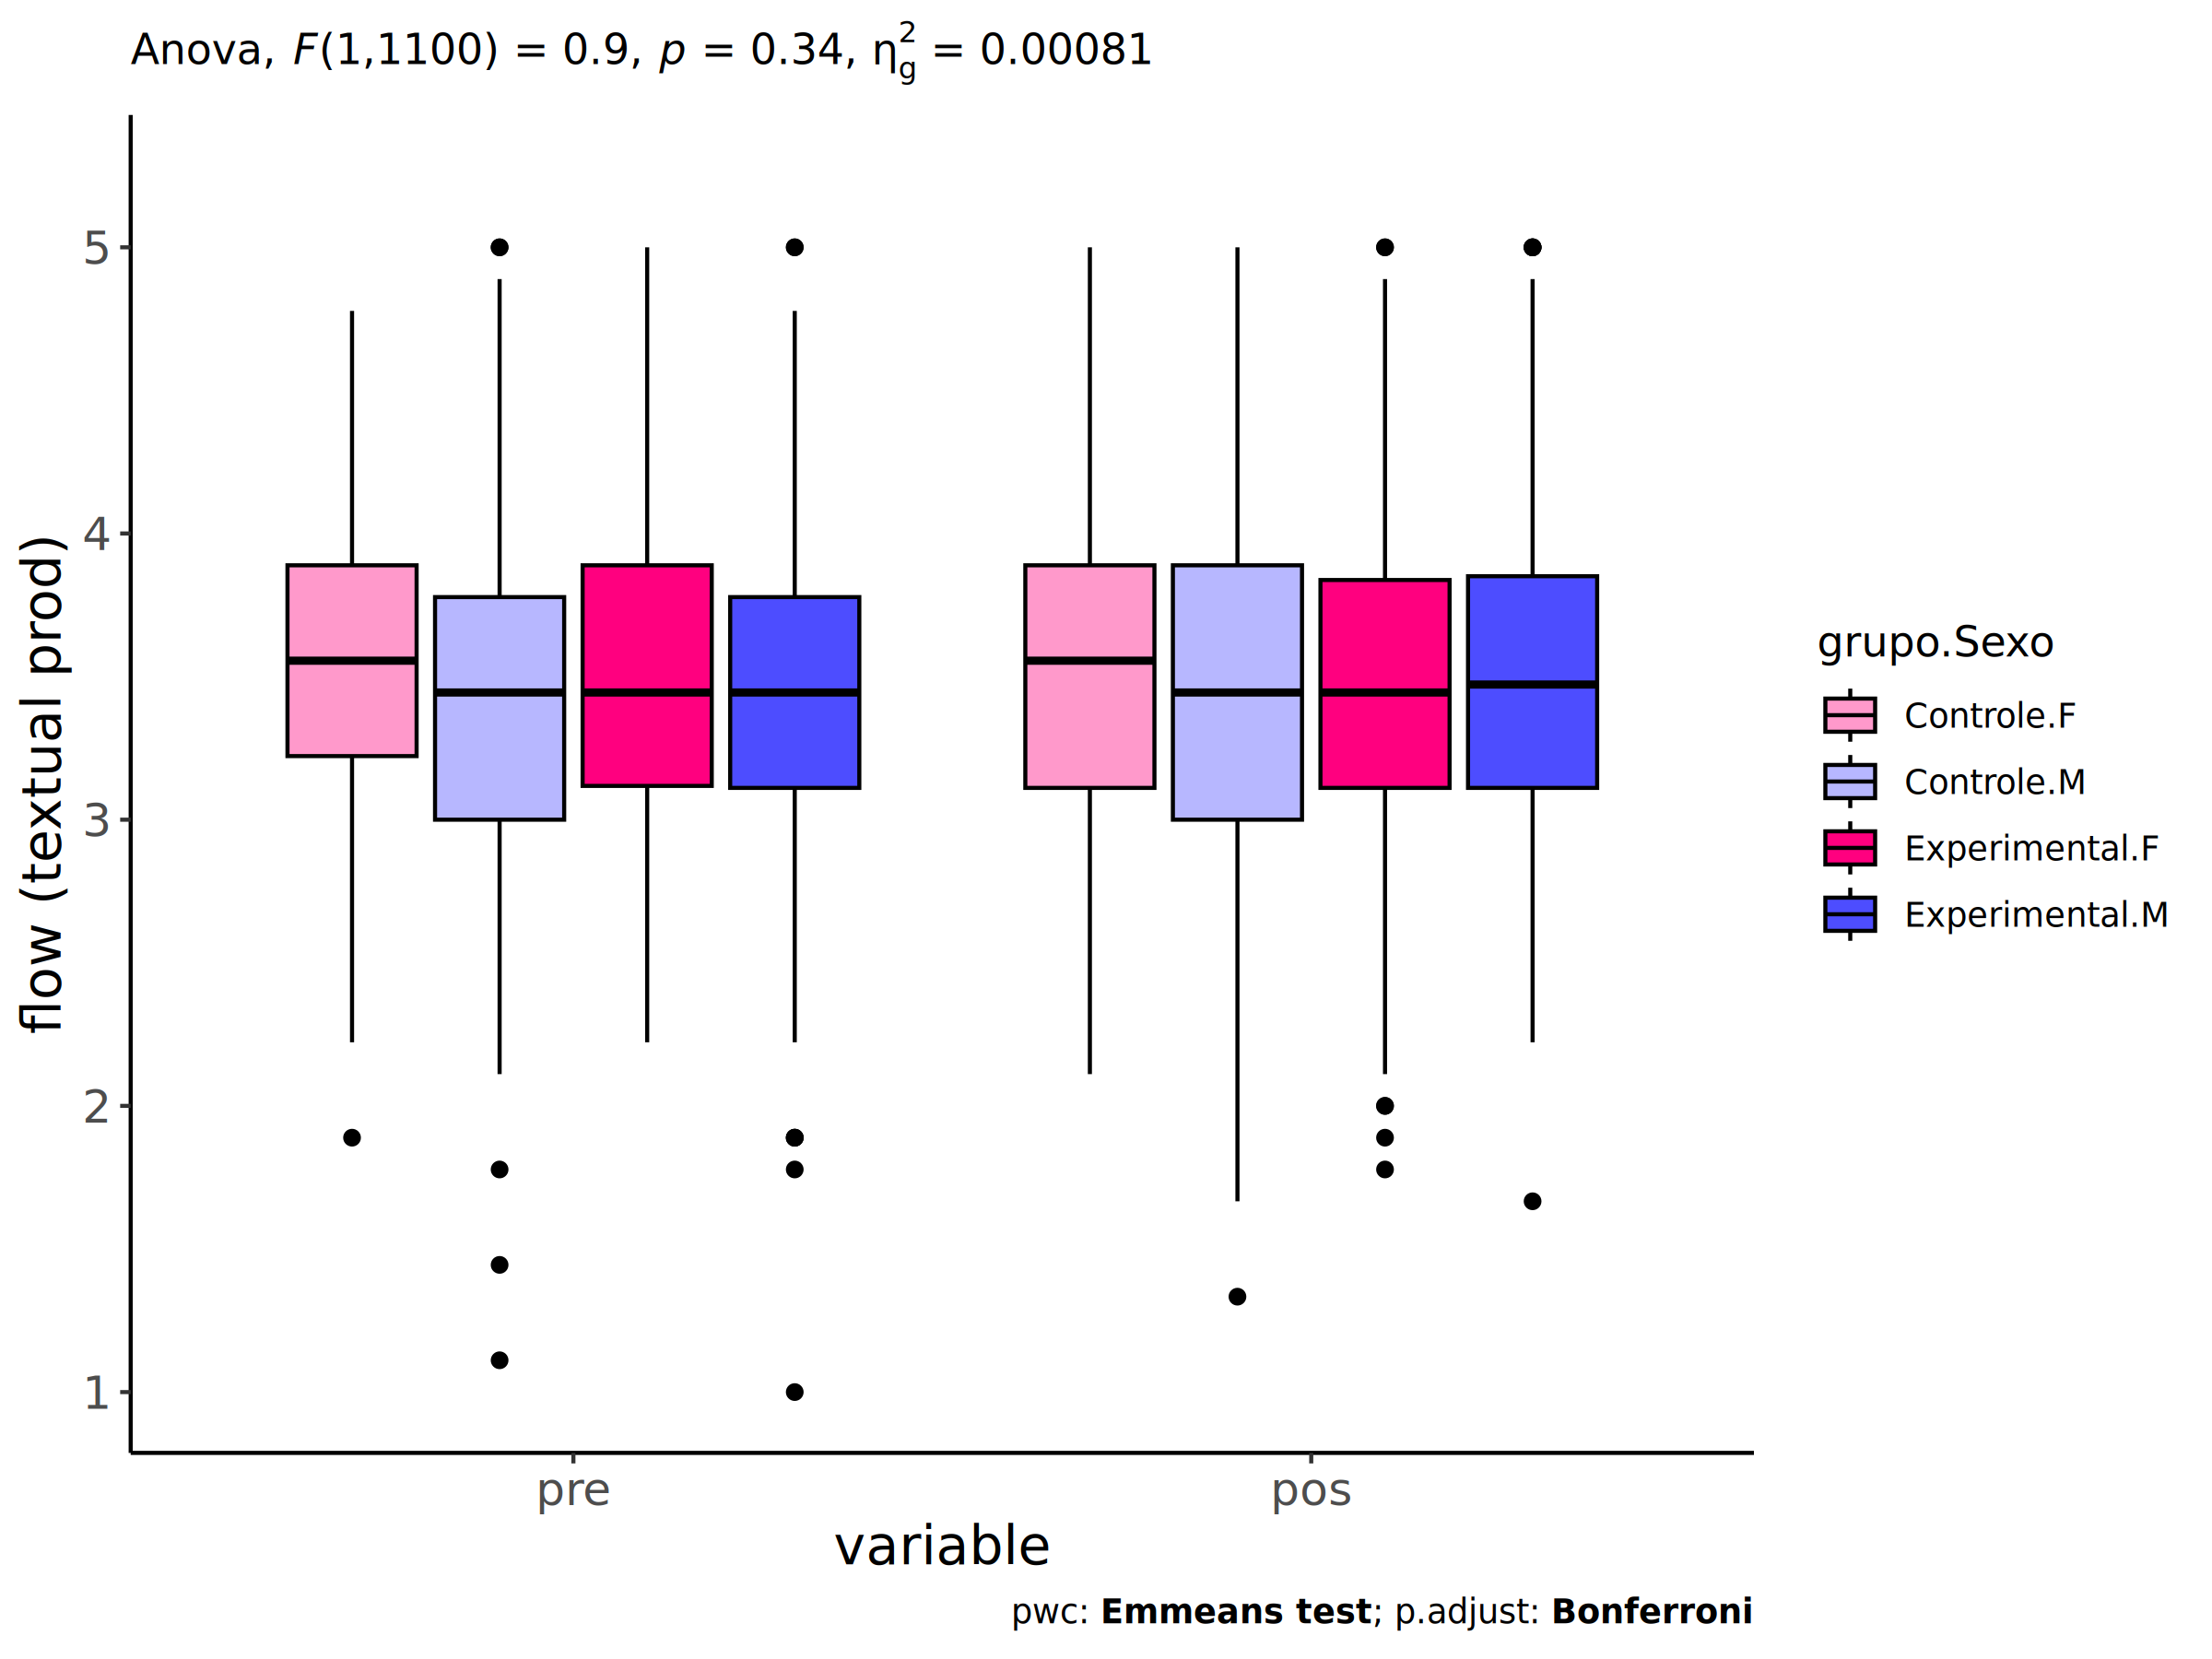 Anova, F(1,1100) = 0.9, p = 0.34, η²g = 0.00081
flow (textual prod)
5
4
3
2
1
pre pos
variable
grupo.Sexo
Controle.F
Controle.M
Experimental.F
Experimental.M
pwc: Emmeans test; p.adjust: Bonferroni